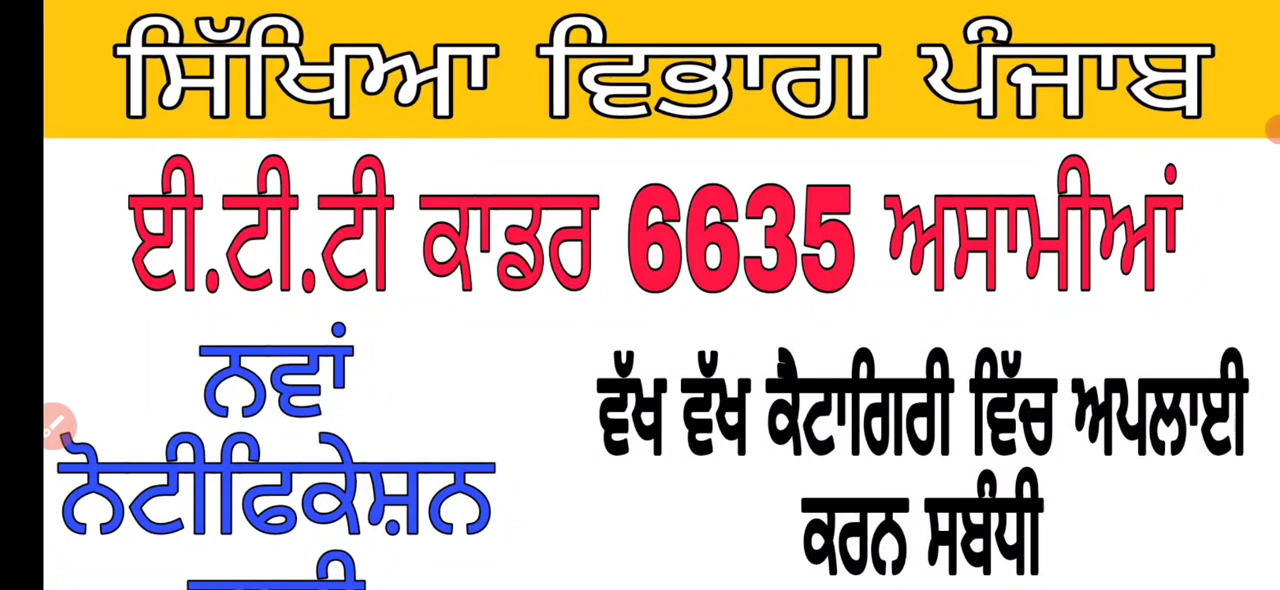 ਸਿੱਖਿਆ ਵਿਭਾਗ ਪੰਜਾਬ
ਈ.ਟੀ.ਟੀ ਕਾਡਰ 6635 ਅਸਾਮੀਆਂ
ਨਵਾਂ
ਨੋਟੀਫਿਕੇਸ਼ਨ
ਵੱਖ ਵੱਖ ਕੈਟਾਗਿਰੀ ਵਿੱਚ ਅਪਲਾਈ
ਕਰਨ ਸਬੰਧੀ